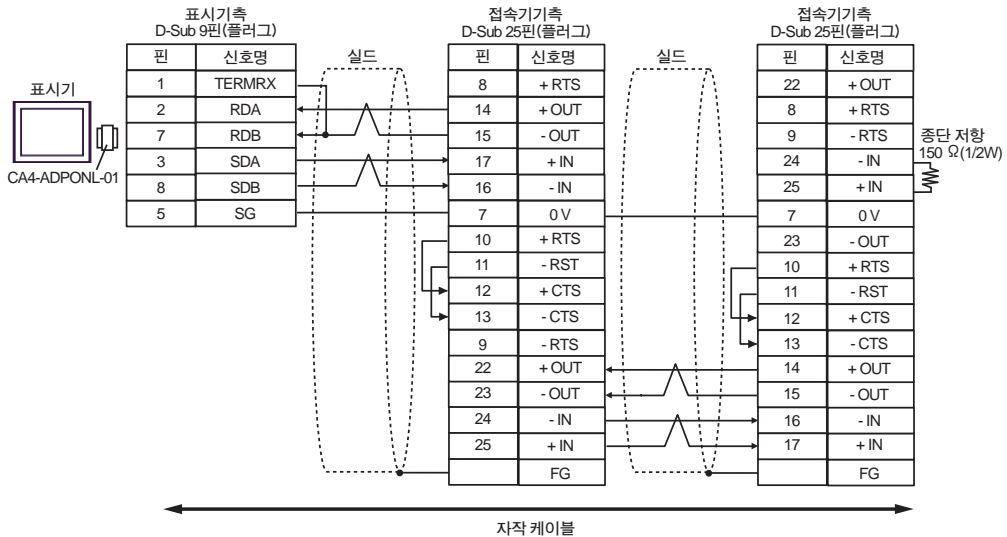 표시기측
D-Sub 9핀(플러그)
접속기기측
D-Sub 25핀(플러그)
접속기기측
D-Sub 25핀(플러그)
표시기
CA4-ADPONL-01
핀 신호명
1 TERMRX
2 RDA
7 RDB
3 SDA
8 SDB
5 SG
실드
핀 신호명
8 +RTS
14 +OUT
15 -OUT
17 +IN
16 -IN
7 0V
10 +RTS
11 -RST
12 +CTS
13 -CTS
9 -RTS
22 +OUT
23 -OUT
24 -IN
25 +IN
FG
실드
핀 신호명
22 +OUT
8 +RTS
9 -RTS
24 -IN
25 +IN
7 0V
23 -OUT
10 +RTS
11 -RST
12 +CTS
13 -CTS
14 +OUT
15 -OUT
16 -IN
17 +IN
FG
종단 저항
150 Ω(1/2W)
자작 케이블